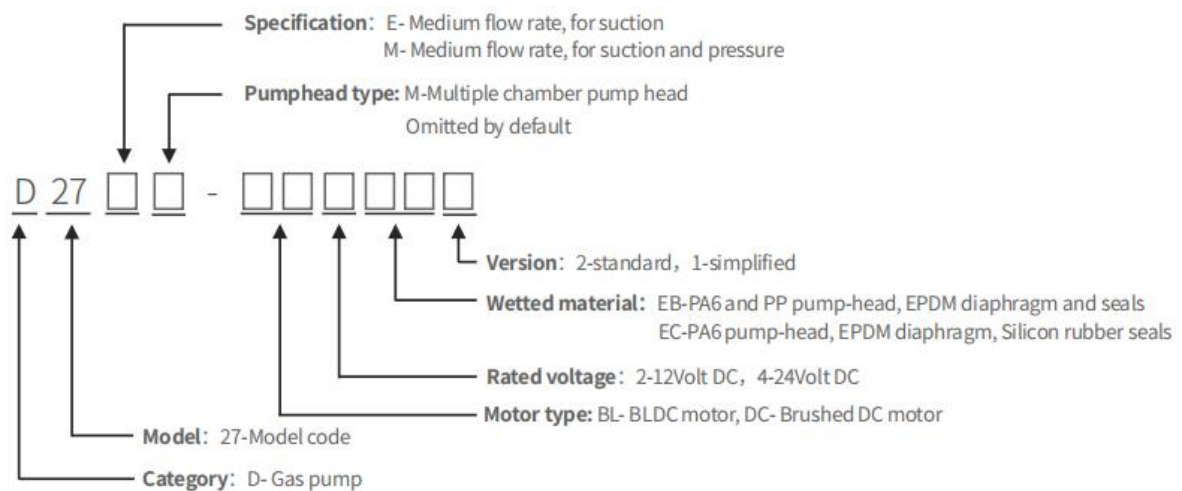 Specification： E- Medium flow rate, for suction
M- Medium flow rate, for suction and pressure
Pumphead type: M-Multiple chamber pump head
Omitted by default
D 27 □ □ - □□ □ □□ □
Version： 2-standard， 1-simplified
Wetted material： EB-PA6 and PP pump-head, EPDM diaphragm and seals
EC-PA6 pump-head, EPDM diaphragm, Silicon rubber seals
Rated voltage： 2-12Volt DC， 4-24Volt DC
Motor type: BL- BLDC motor, DC- Brushed DC motor
Model： 27-Model code
Category： D- Gas pump